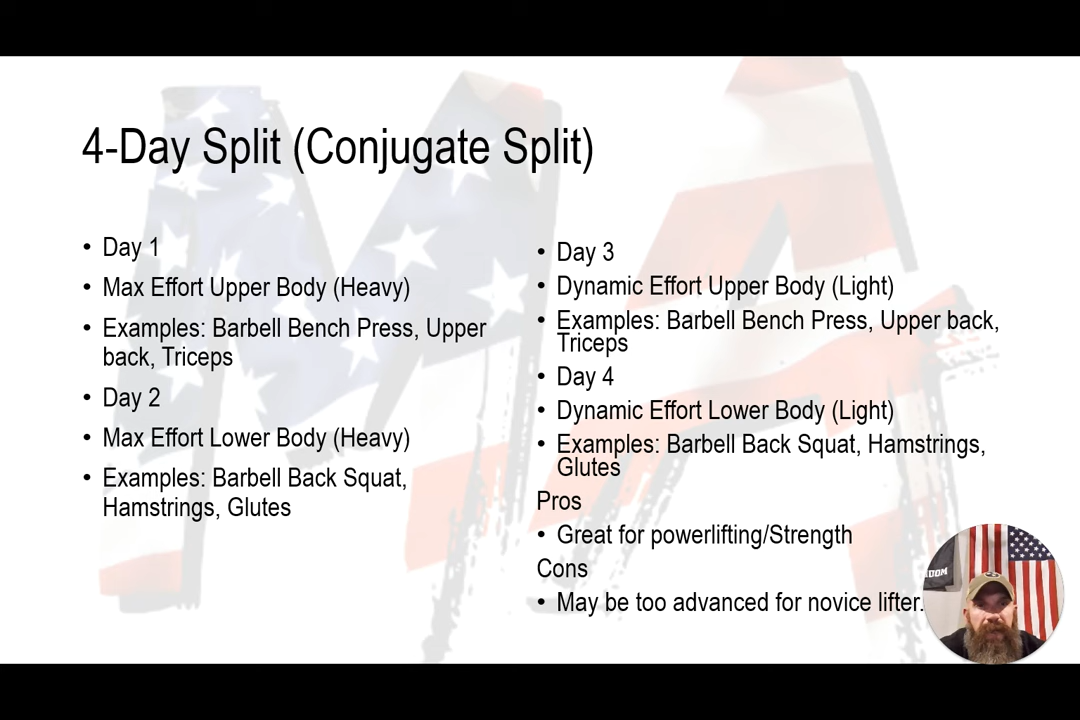 4-Day Split (Conjugate Split)
• Day 1
• Max Effort Upper Body (Heavy)
• Examples: Barbell Bench Press, Upper
back, Triceps
• Day 2
• Max Effort Lower Body (Heavy)
• Examples: Barbell Back Squat,
Hamstrings, Glutes
• Day 3
• Dynamic Effort Upper Body (Light)
• Examples: Barbell Bench Press, Upper back,
Triceps
• Day 4
• Dynamic Effort Lower Body (Light)
• Examples: Barbell Back Squat, Hamstrings,
Glutes
Pros
• Great for powerlifting/Strength
Cons
• May be too advanced for novice lifter.